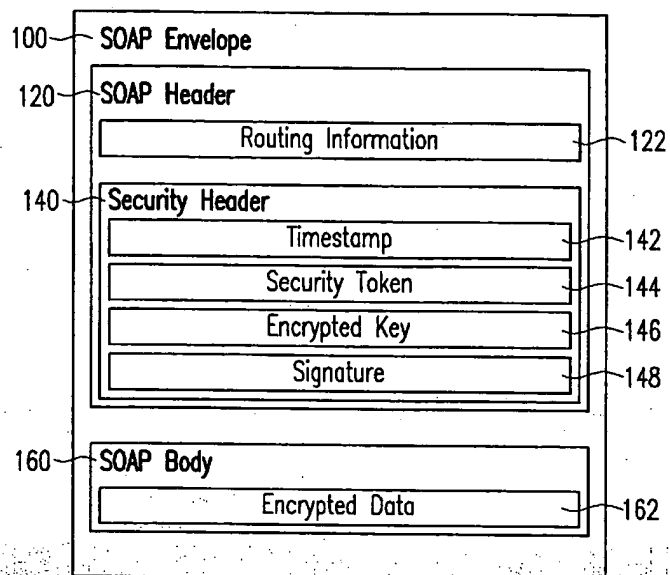 100 SOAP Envelope
120 SOAP Header
Routing Information 122
140 Security Header
Timestamp 142
Security Token 144
Encrypted Key 146
Signature 148
160 SOAP Body
Encrypted Data 162